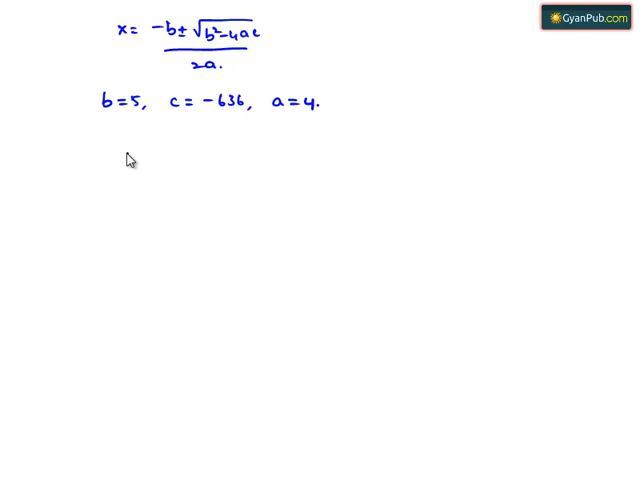 GyanPub.com
x = -b ± √b²-4ac
2a.
b = 5, c = -636, a = 4.